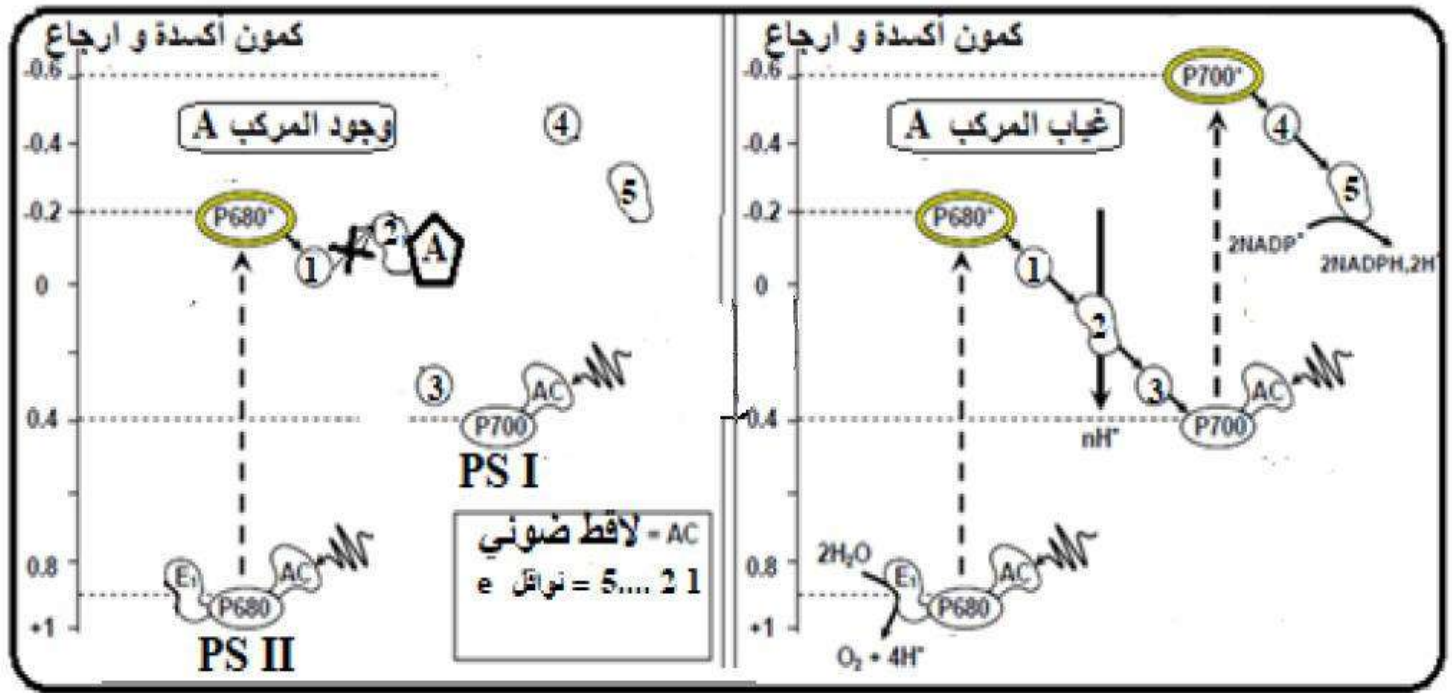 كمون أكسدة و ارجاع
-0.6
-0.4
-0.2
0
0.4
0.8
+1
وجود المركب A
P680*
1
2
A
4
5
3
AC
P700
PS I
E₁
AC
P680
PS II
AC = لاقط ضوئي
1 2 ....5 = نواقل e
كمون أكسدة و ارجاع
-0.6
-0.4
-0.2
0
0.4
0.8
+1
غياب المركب A
P700*
4
5
2NADP⁺
2NADPH,2H⁺
P680*
1
2
3
nH⁺
AC
P700
2H₂O
E₁
AC
P680
O₂ + 4H⁺